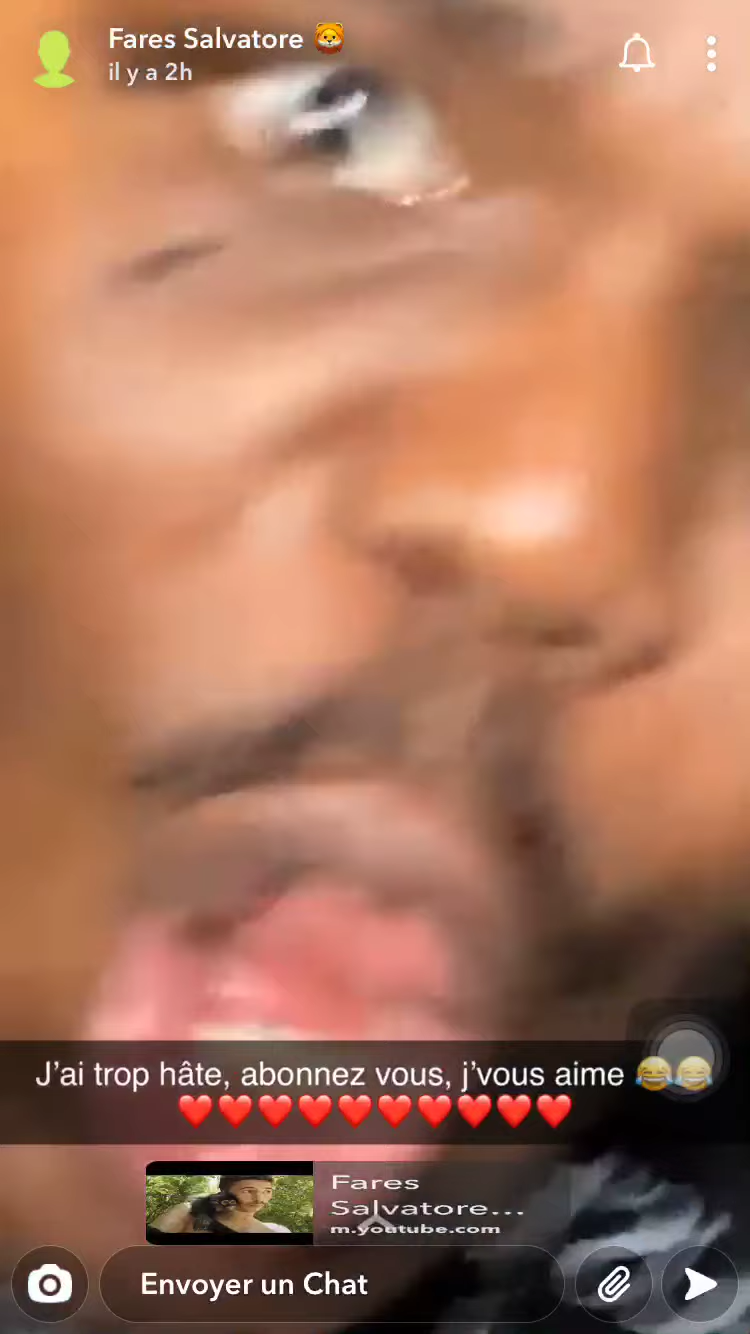 Fares Salvatore 🦁
il y a 2h
J'ai trop hâte, abonnez vous, j'vous aime 😂😂
❤️❤️❤️❤️❤️❤️❤️❤️❤️❤️
Fares
Salvatore...
m.youtube.com
Envoyer un Chat